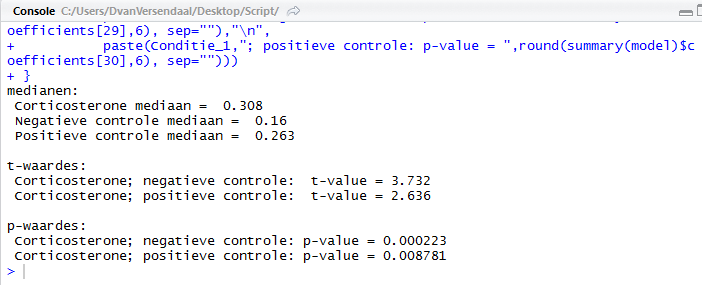 Console C:/Users/DvanVersendaal/Desktop/Script/
oefficients[29],6), sep=""),"\n",
+           paste(Conditie_1,"; positieve controle: p-value = ",round(summary(model)$c
oefficients[30],6), sep="")))
+ }
medianen:
 Corticosterone mediaan =  0.308
 Negatieve controle mediaan =  0.16
 Positieve controle mediaan =  0.263

t-waardes:
 Corticosterone; negatieve controle:  t-value = 3.732
 Corticosterone; positieve controle:  t-value = 2.636

p-waardes:
 Corticosterone; negatieve controle: p-value = 0.000223
 Corticosterone; positieve controle: p-value = 0.008781
>